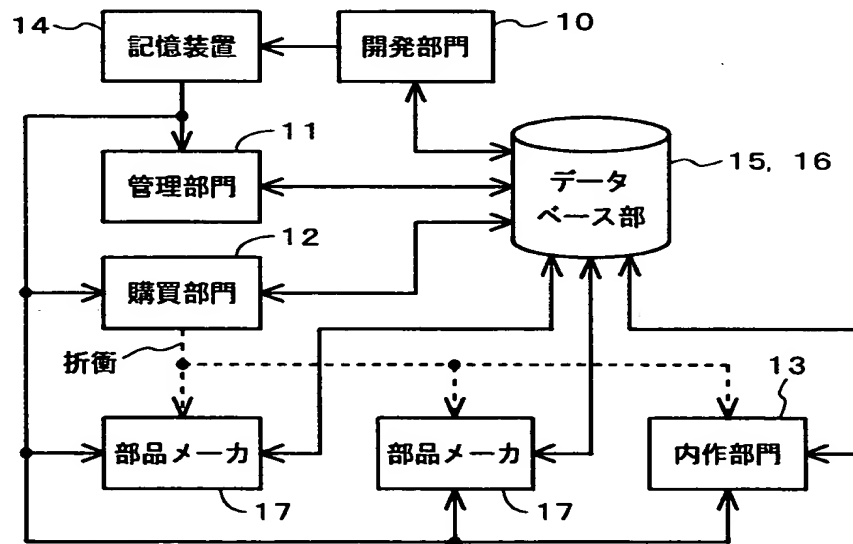 14
記憶装置
開発部門
10
11
管理部門
データ
ベース部
15, 16
12
購買部門
折衝
13
部品メーカ
部品メーカ
内作部門
17
17